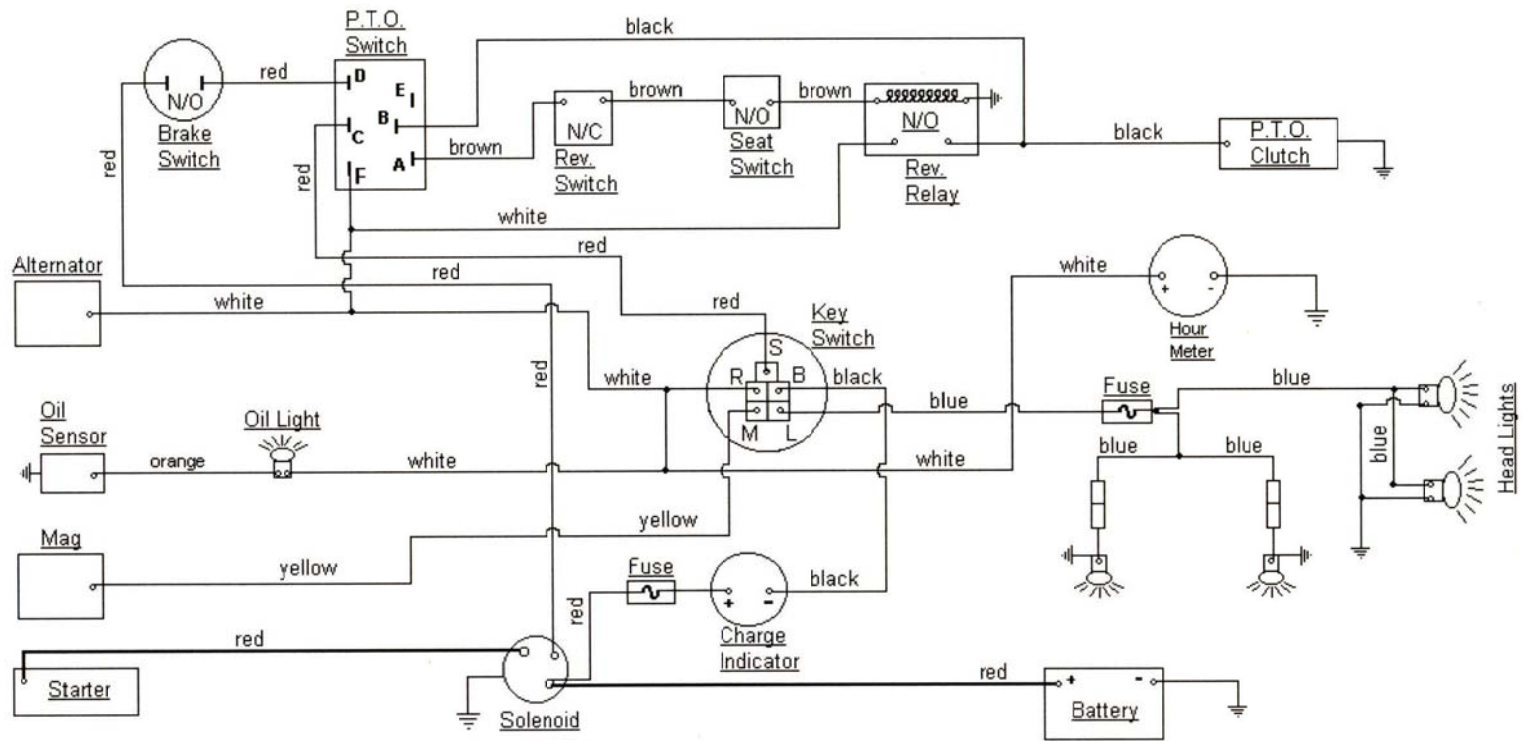 P.T.O.
Switch
black
red
D
E
B
C
A
F
N/O
Brake
Switch
brown
N/C
Rev.
Switch
brown
N/O
Seat
Switch
brown
N/O
Rev.
Relay
black
P.T.O.
Clutch
red
red
white
red
red
Alternator
white
white
+ -
Hour
Meter
red
Key
Switch
S
R B
M L
white
black
red
blue
Fuse
blue
Head Lights
blue
blue
blue
Oil
Sensor
Oil Light
orange
white
white
yellow
Mag
yellow
Fuse
+ -
black
Charge
Indicator
red
red
Starter
Solenoid
red
+ -
Battery